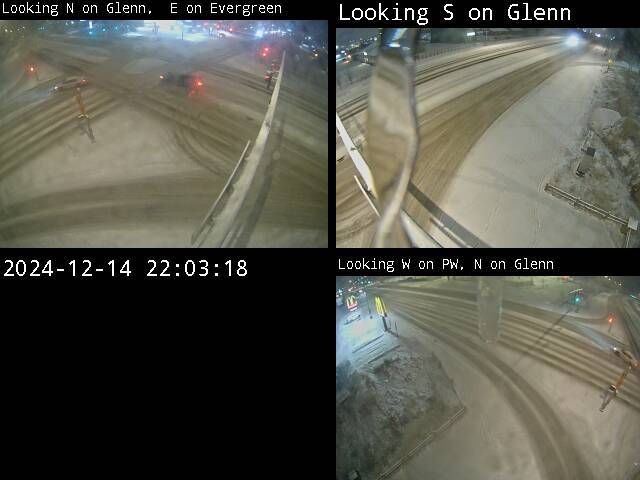 Looking N on Glenn,  E on Evergreen
Looking S on Glenn
2024-12-14 22:03:18
Looking W on PW, N on Glenn